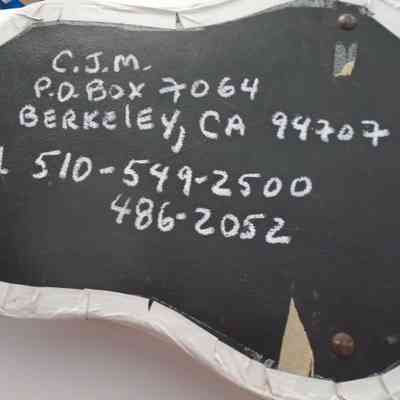 C.J.M.
P.O. BOX 7064
BERKElEY, CA 94707
510-549-2500
486-2052